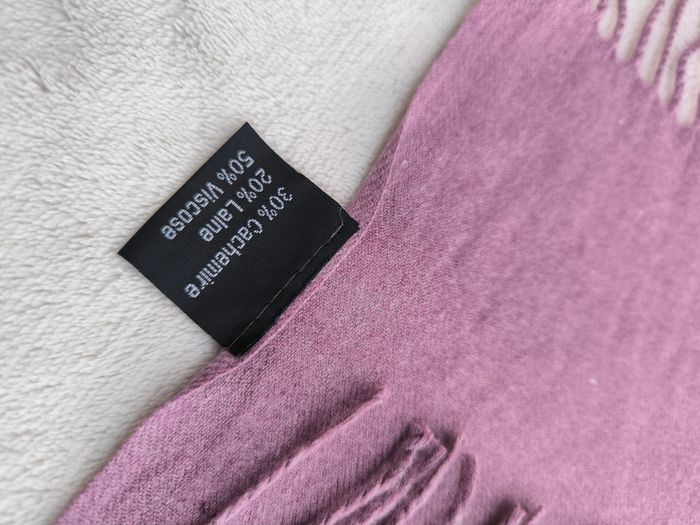 30% Cachemire
20% Laine
50% Viscose